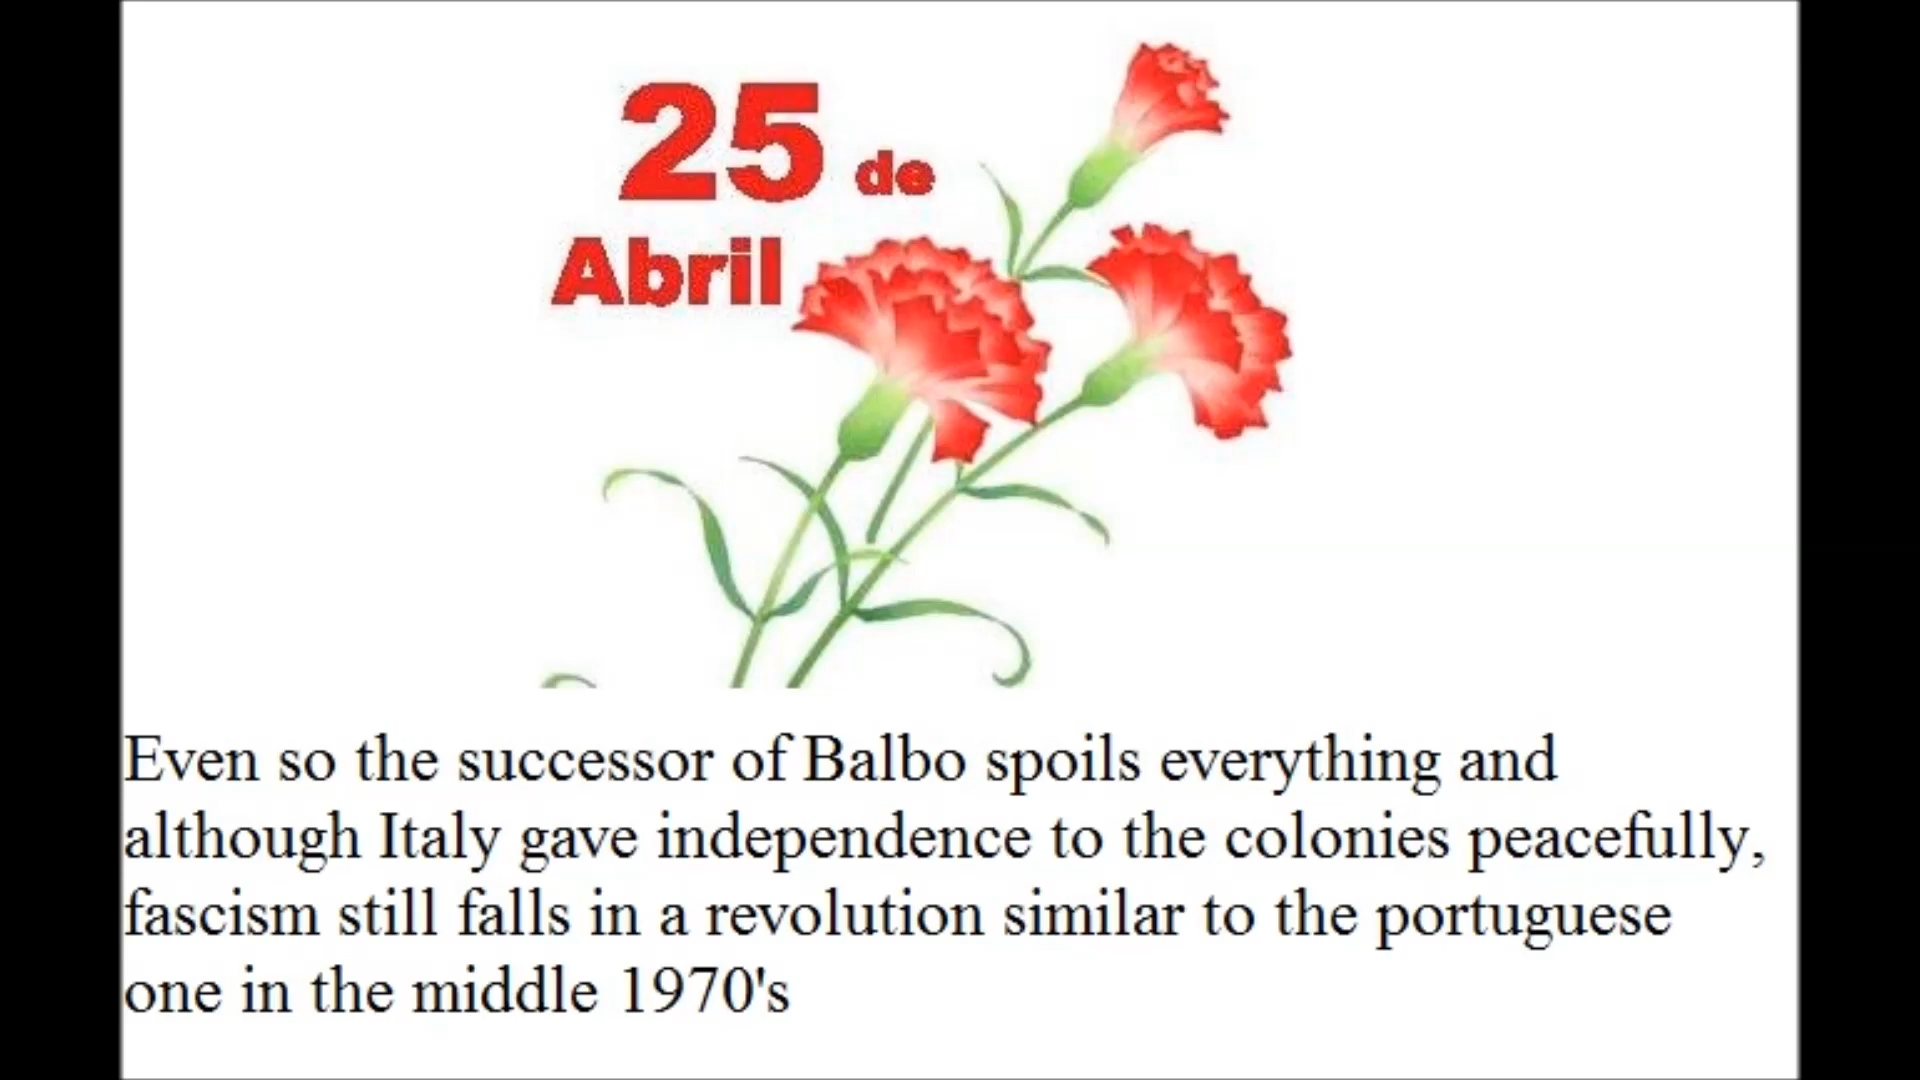 25 de
Abril
Even so the successor of Balbo spoils everything and
although Italy gave independence to the colonies peacefully,
fascism still falls in a revolution similar to the portuguese
one in the middle 1970's